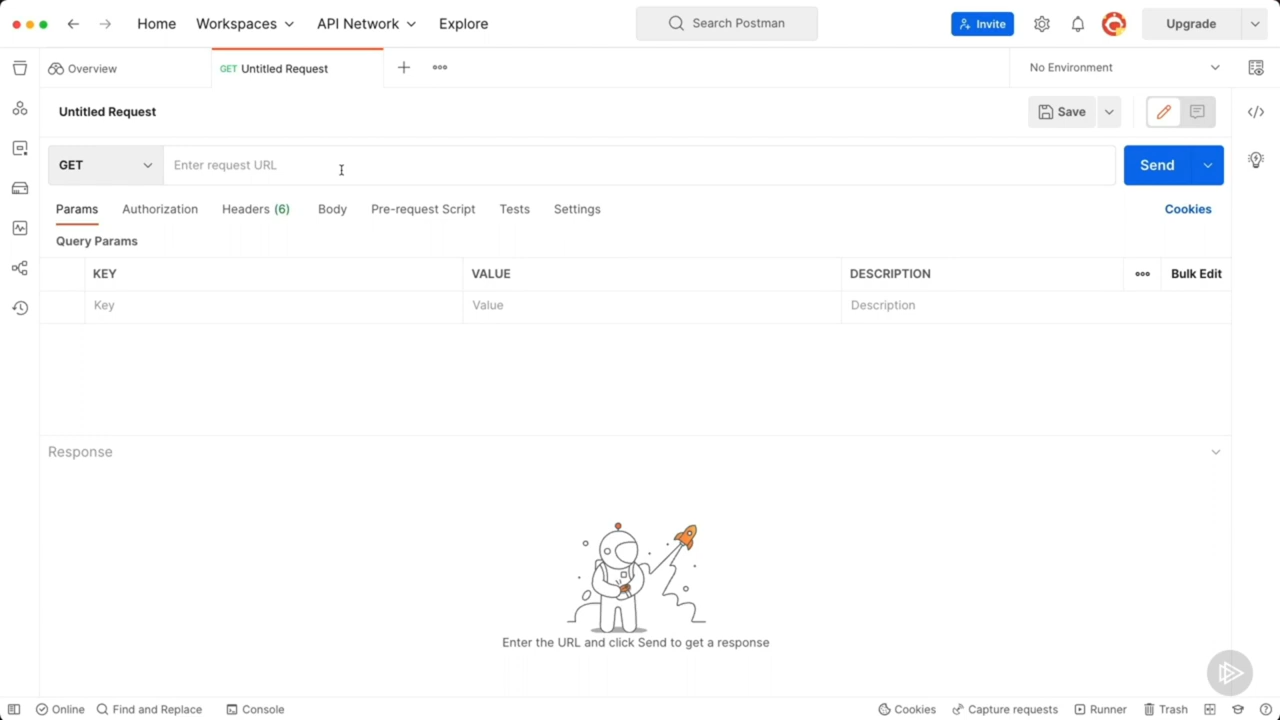 Home Workspaces API Network Explore Search Postman Invite Upgrade
Overview GET Untitled Request No Environment
Untitled Request Save
GET Enter request URL Send
Params Authorization Headers (6) Body Pre-request Script Tests Settings Cookies
Query Params
KEY VALUE DESCRIPTION Bulk Edit
Key Value Description
Response
Enter the URL and click Send to get a response
Online Find and Replace Console Cookies Capture requests Runner Trash